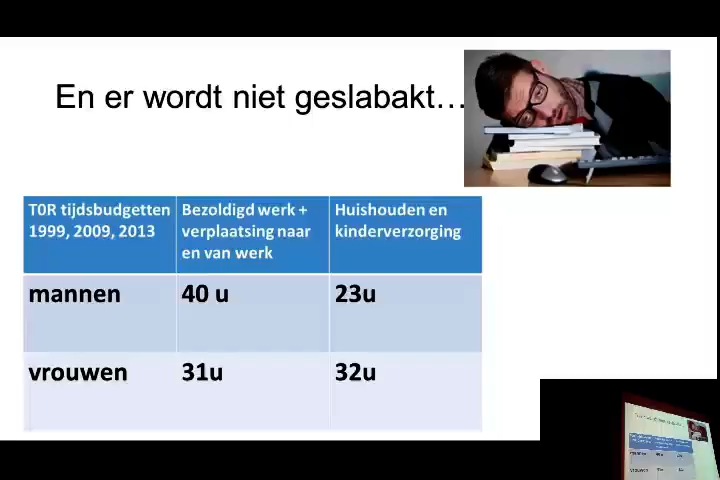 En er wordt niet geslabakt…
T0R tijdsbudgetten
1999, 2009, 2013
Bezoldigd werk +
verplaatsing naar
en van werk
Huishouden en
kinderverzorging
mannen
40 u
23u
vrouwen
31u
32u